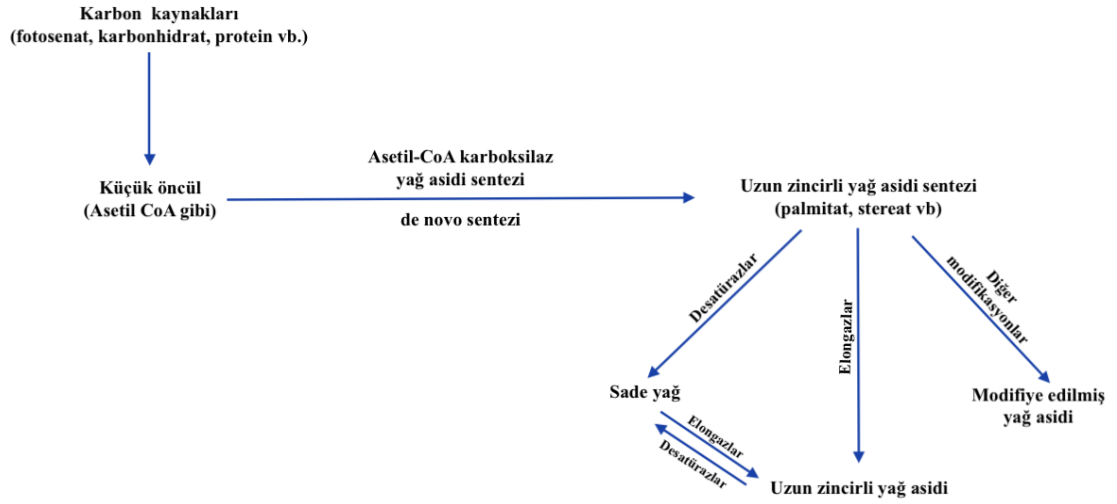 Karbon kaynakları
(fotosenat, karbonhidrat, protein vb.)
Küçük öncül
(Asetil CoA gibi)
Asetil-CoA karboksilaz
yağ asidi sentezi
de novo sentezi
Uzun zincirli yağ asidi sentezi
(palmitat, stereat vb)
Desatürazlar
Elongazlar
Diğer
modifikasyonlar
Sade yağ
Modifiye edilmiş
yağ asidi
Elongazlar
Desatürazlar
Uzun zincirli yağ asidi